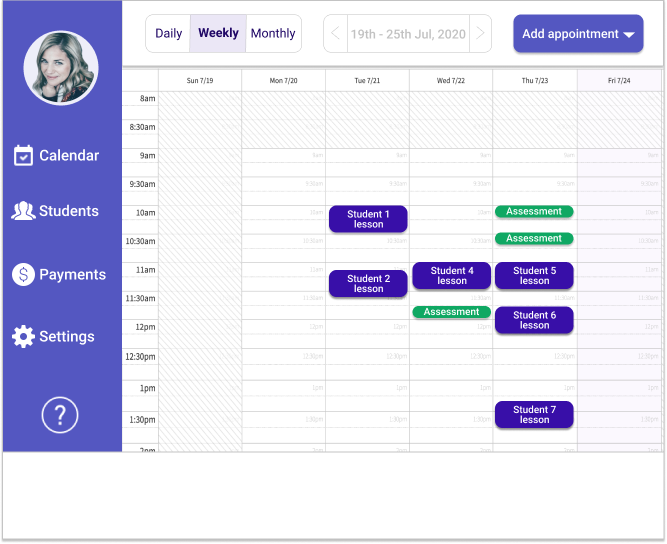 Daily
Weekly
Monthly
19th - 25th Jul, 2020
Add appointment
Calendar
Students
Payments
Settings
?
Sun 7/19
Mon 7/20
Tue 7/21
Wed 7/22
Thu 7/23
Fri 7/24
8am
8:30am
9am
9am 9am 9am 9am 9am
9:30am
9:30am 9:30am 9:30am 9:30am 9:30am
10am
10am 10am 10am
Student 1
lesson
Assessment
10:30am
10:30am 10:30am 10:30am 10:30am
Assessment
11am
11am 11am 11am
Student 2
lesson
Student 4
lesson
Student 5
lesson
11:30am
11:30am 11:30am 11:30am 11:30am 11:30am
Assessment
Student 6
lesson
12pm
12pm 12pm 12pm 12pm
12:30pm
12:30pm 12:30pm 12:30pm 12:30pm 12:30pm
1pm
1pm 1pm 1pm 1pm 1pm
Student 7
lesson
1:30pm
1:30pm 1:30pm 1:30pm 1:30pm
2pm